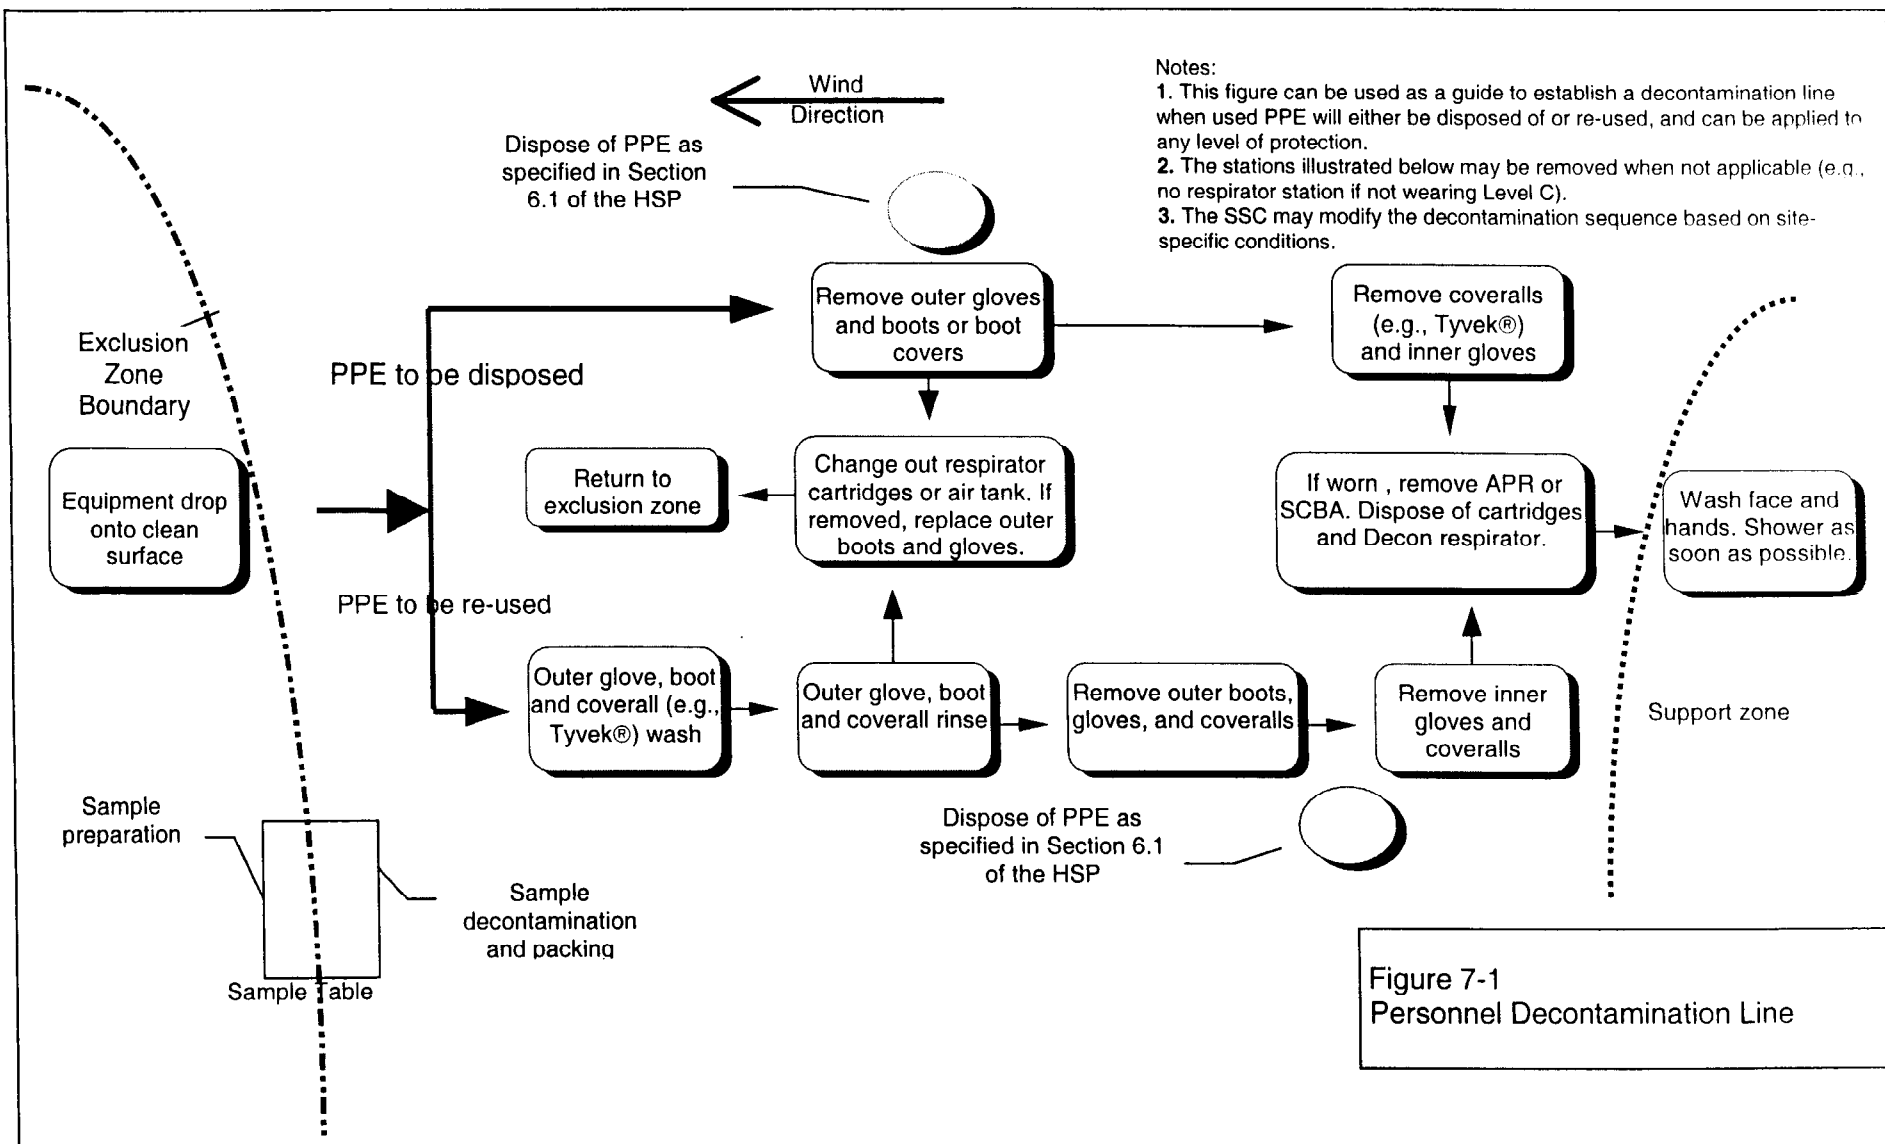 Wind
Direction
Notes:
1. This figure can be used as a guide to establish a decontamination line
when used PPE will either be disposed of or re-used, and can be applied to
any level of protection.
2. The stations illustrated below may be removed when not applicable (e.g.,
no respirator station if not wearing Level C).
3. The SSC may modify the decontamination sequence based on site-
specific conditions.
Dispose of PPE as
specified in Section
6.1 of the HSP
Exclusion
Zone
Boundary
PPE to be disposed
Remove outer gloves
and boots or boot
covers
Remove coveralls
(e.g., Tyvek®)
and inner gloves
Equipment drop
onto clean
surface
Return to
exclusion zone
Change out respirator
cartridges or air tank. If
removed, replace outer
boots and gloves.
If worn , remove APR or
SCBA. Dispose of cartridges
and Decon respirator.
Wash face and
hands. Shower as
soon as possible.
PPE to be re-used
Outer glove, boot
and coverall (e.g.,
Tyvek®) wash
Outer glove, boot
and coverall rinse
Remove outer boots,
gloves, and coveralls
Remove inner
gloves and
coveralls
Support zone
Sample
preparation
Sample
decontamination
and packing
Sample Table
Dispose of PPE as
specified in Section 6.1
of the HSP
Figure 7-1
Personnel Decontamination Line